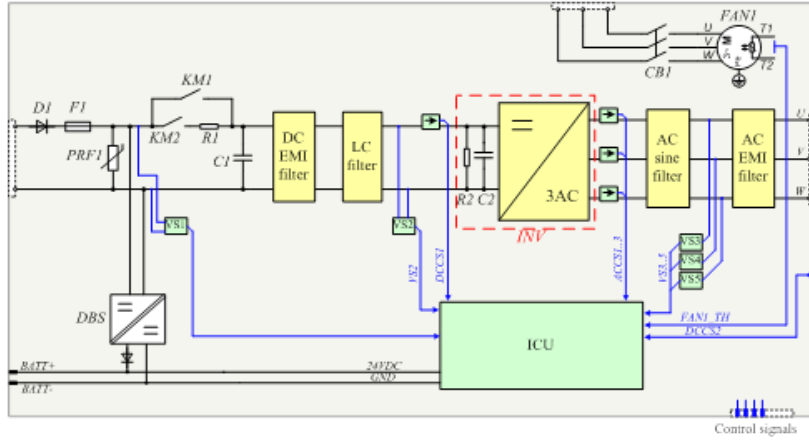 FAN1
U
T1
V
W
T2
CB1
KM1
D1
F1
KM2
R1
PRF1
C1
DC
EMI
filter
LC
filter
R2
C2
3AC
INV
AC
sine
filter
AC
EMI
filter
U
V
W
VS1
VS2
VS2
DCCS1
ACCS1..3
VS3..5
VS3
VS4
VS5
DBS
ICU
FAN1_TH
DCCS2
BATT+
24VDC
GND
BATT-
Control signals